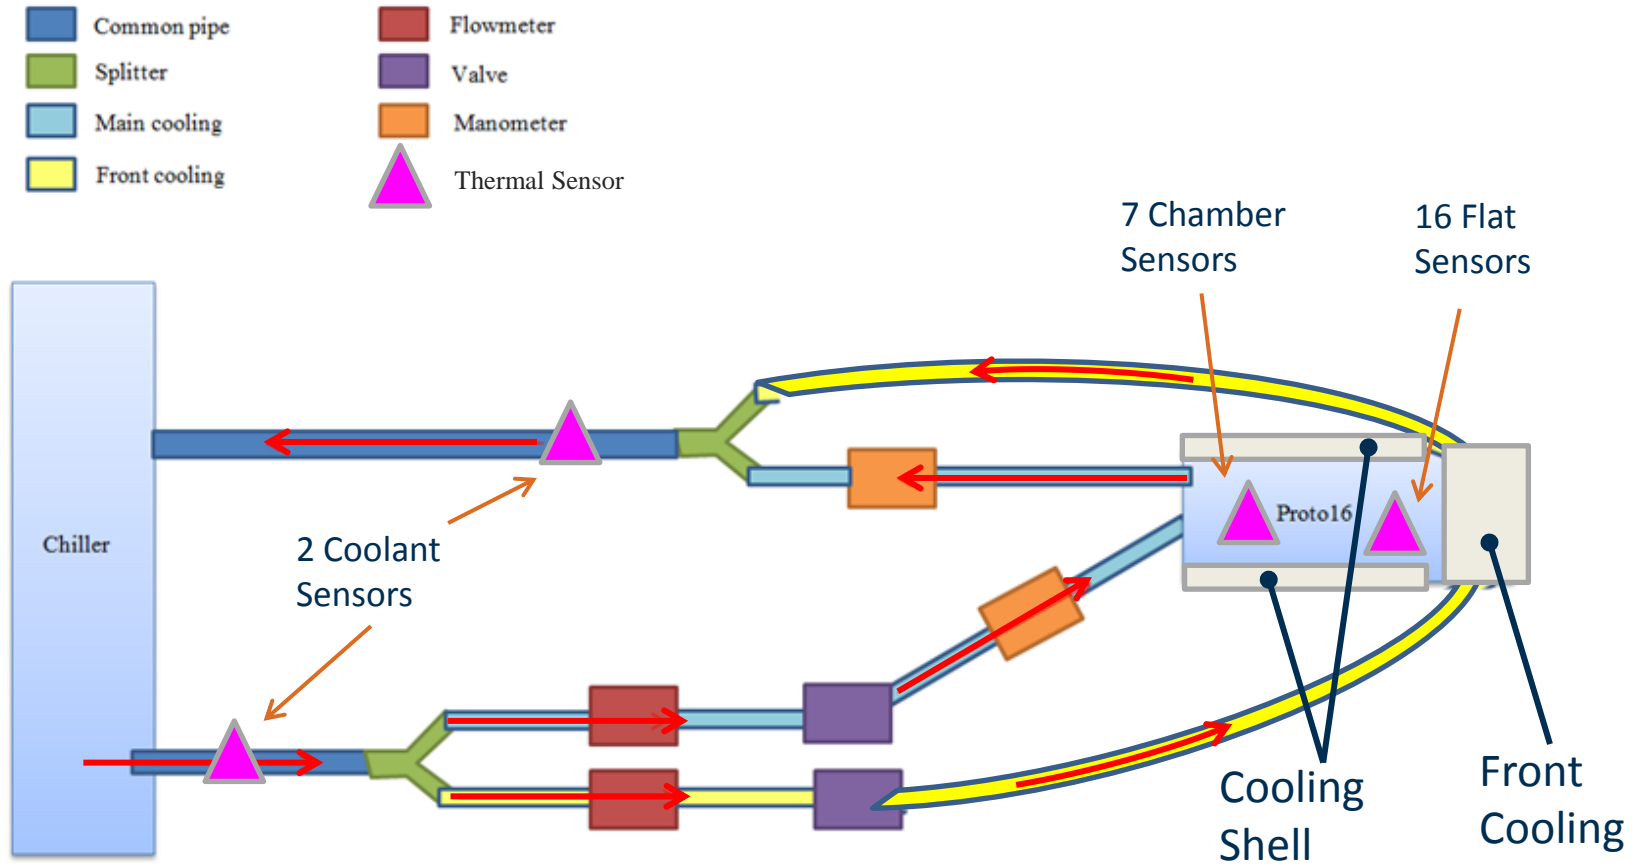 Common pipe
Flowmeter
Splitter
Valve
Main cooling
Manometer
Front cooling
Thermal Sensor
7 Chamber
Sensors
16 Flat
Sensors
Chiller
2 Coolant
Sensors
Proto16
Cooling
Shell
Front
Cooling